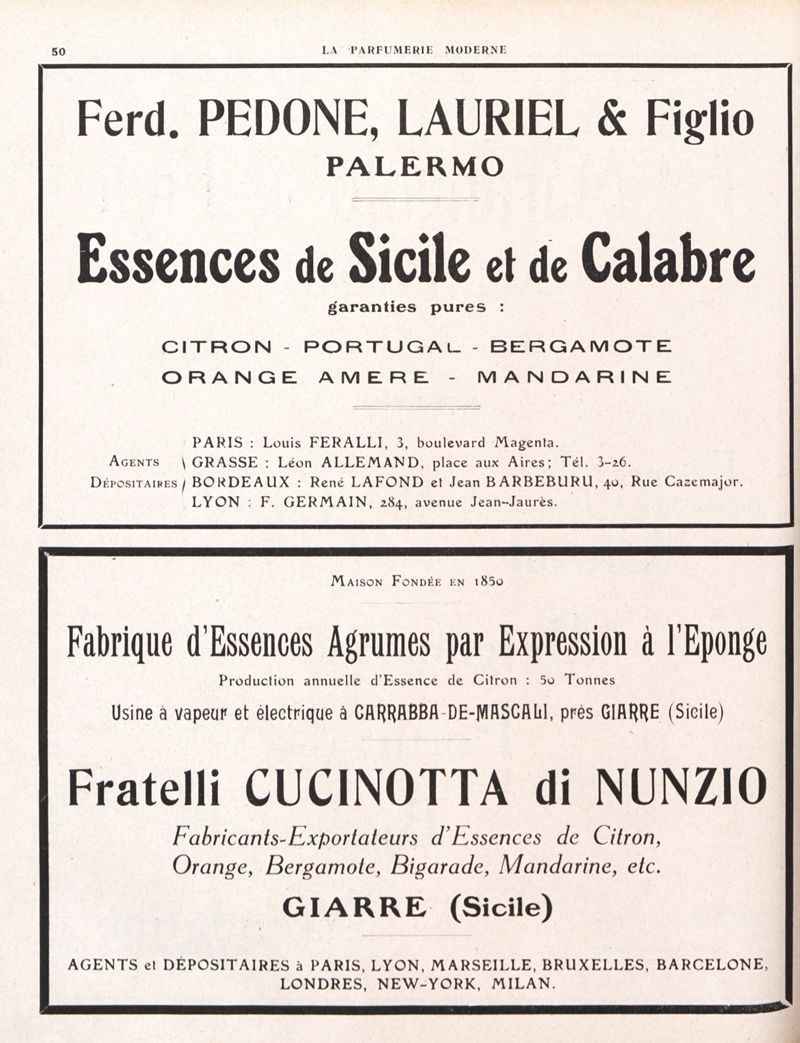 50
LA PARFUMERIE MODERNE
Ferd. PEDONE, LAURIEL & Figlio
PALERMO
Essences de Sicile et de Calabre
garanties pures :
CITRON - PORTUGAL - BERGAMOTE
ORANGE AMERE - MANDARINE
AGENTS DÉPOSITAIRES
PARIS : Louis FERALLI, 3, boulevard Magenta.
GRASSE : Léon ALLEMAND, place aux Aires; Tél. 3-26.
BORDEAUX : René LAFOND et Jean BARBEBURU, 40, Rue Cazemajor.
LYON : F. GERMAIN, 284, avenue Jean-Jaurès.
MAISON FONDÉE EN 1850
Fabrique d'Essences Agrumes par Expression à l'Eponge
Production annuelle d'Essence de Citron : 50 Tonnes
Usine à vapeur et électrique à CARRABBA-DE-MASCALI, près GIARRE (Sicile)
Fratelli CUCINOTTA di NUNZIO
Fabricants-Exportateurs d'Essences de Citron,
Orange, Bergamote, Bigarade, Mandarine, etc.
GIARRE (Sicile)
AGENTS et DÉPOSITAIRES à PARIS, LYON, MARSEILLE, BRUXELLES, BARCELONE,
LONDRES, NEW-YORK, MILAN.